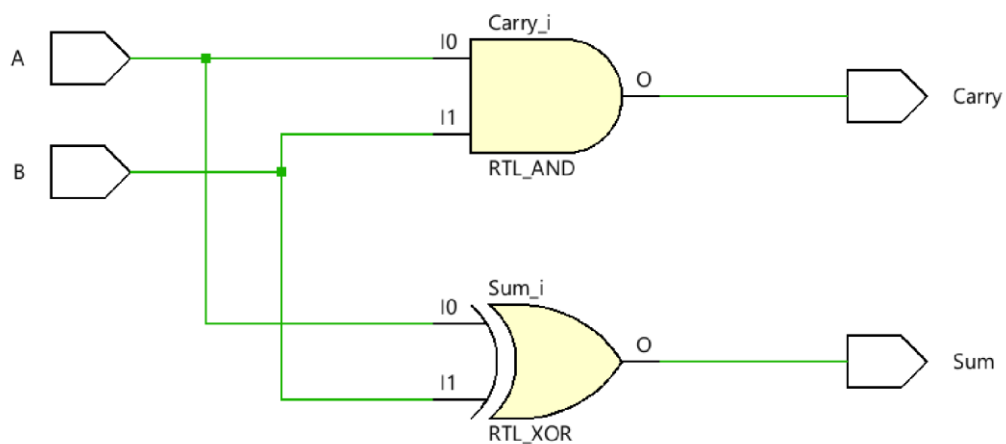 Carry_i
A
I0
O
Carry
I1
B
RTL_AND
Sum_i
I0
O
Sum
I1
RTL_XOR